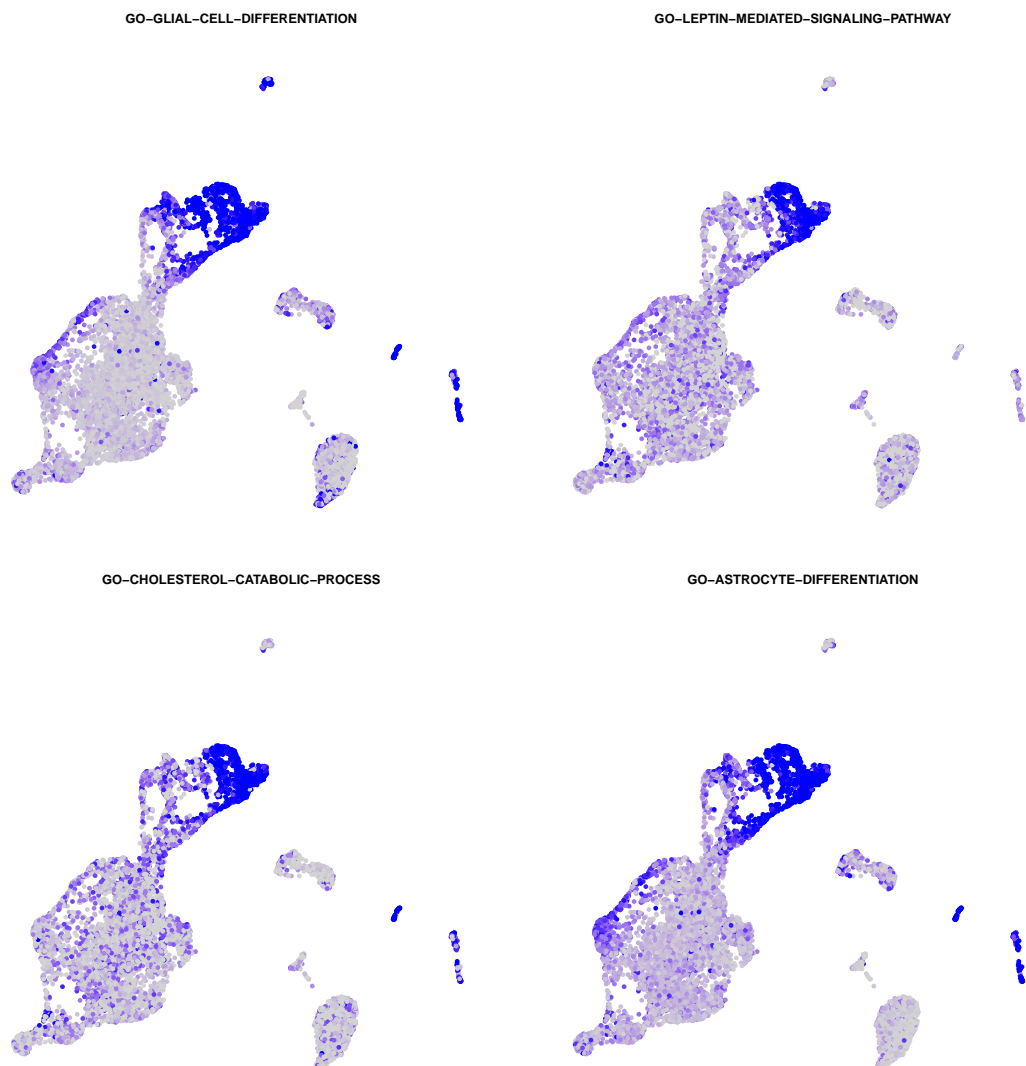 GO−GLIAL−CELL−DIFFERENTIATION
GO−LEPTIN−MEDIATED−SIGNALING−PATHWAY
GO−CHOLESTEROL−CATABOLIC−PROCESS
GO−ASTROCYTE−DIFFERENTIATION